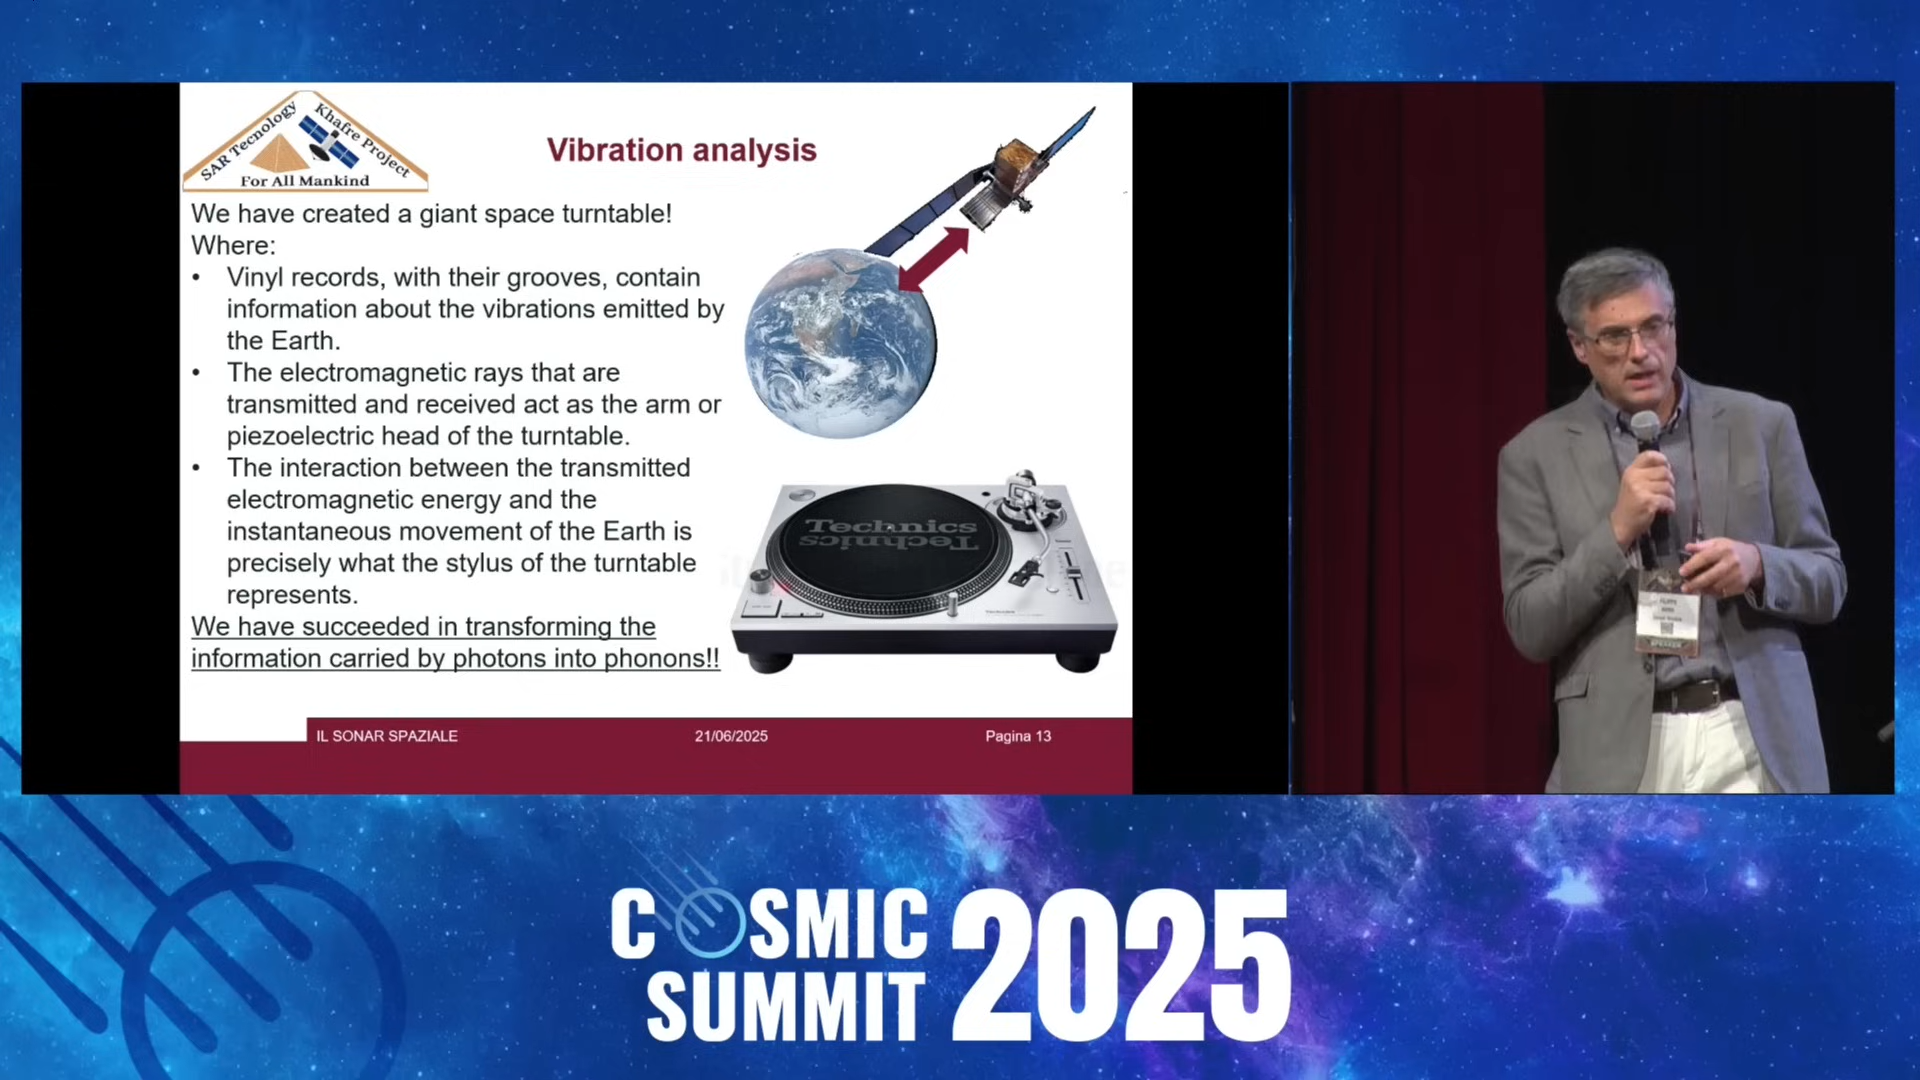 SAR Tecnology
Khafre Project
For All Mankind
Vibration analysis
We have created a giant space turntable!
Where:
• Vinyl records, with their grooves, contain
information about the vibrations emitted by
the Earth.
• The electromagnetic rays that are
transmitted and received act as the arm or
piezoelectric head of the turntable.
• The interaction between the transmitted
electromagnetic energy and the
instantaneous movement of the Earth is
precisely what the stylus of the turntable
represents.
We have succeeded in transforming the
information carried by photons into phonons!!
Technics
Technics
IL SONAR SPAZIALE
21/06/2025
Pagina 13
SPEAKER
COSMIC
SUMMIT
2025